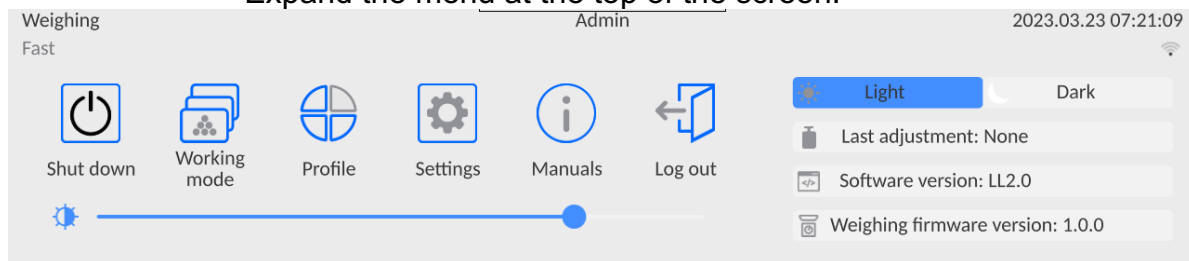 Expand the menu at the top of the screen.
Weighing
Admin
2023.03.23 07:21:09
Fast
Shut down
Working
mode
Profile
Settings
Manuals
Log out
Light
Dark
Last adjustment: None
Software version: LL2.0
Weighing firmware version: 1.0.0